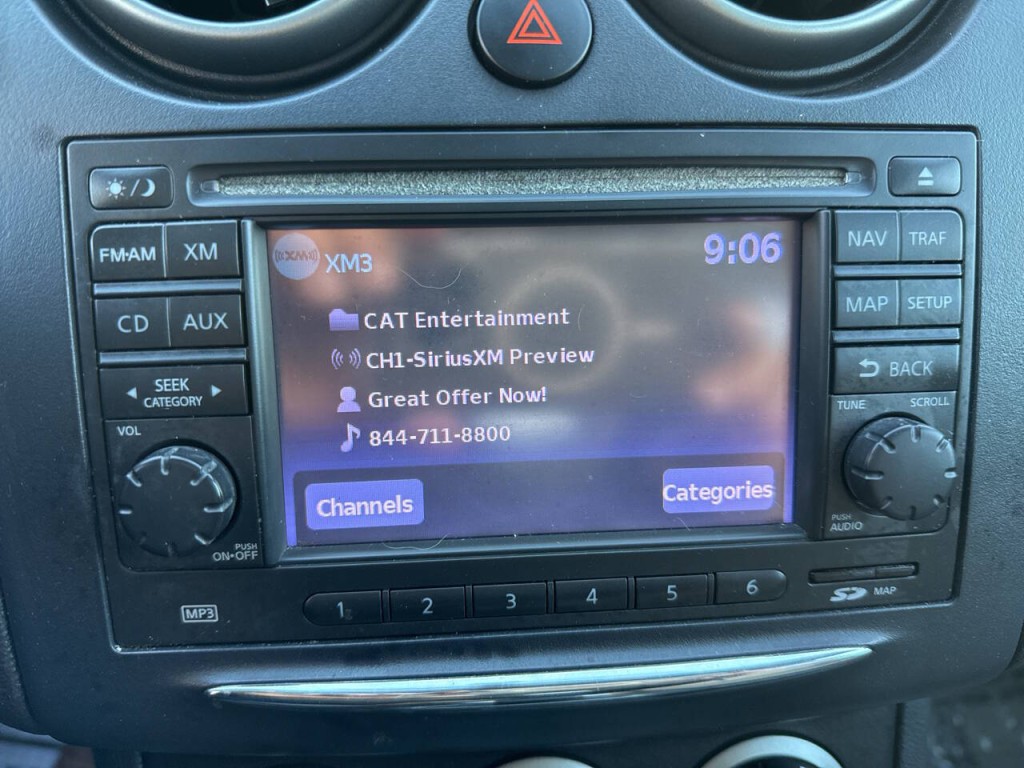 FM·AM
XM
CD
AUX
SEEK
CATEGORY
VOL
PUSH
ON·OFF
MP3
XM
XM3
9:06
CAT Entertainment
CH1-SiriusXM Preview
Great Offer Now!
844-711-8800
Channels
Categories
1
2
3
4
5
6
NAV
TRAF
MAP
SETUP
BACK
TUNE
SCROLL
PUSH
AUDIO
SD
MAP